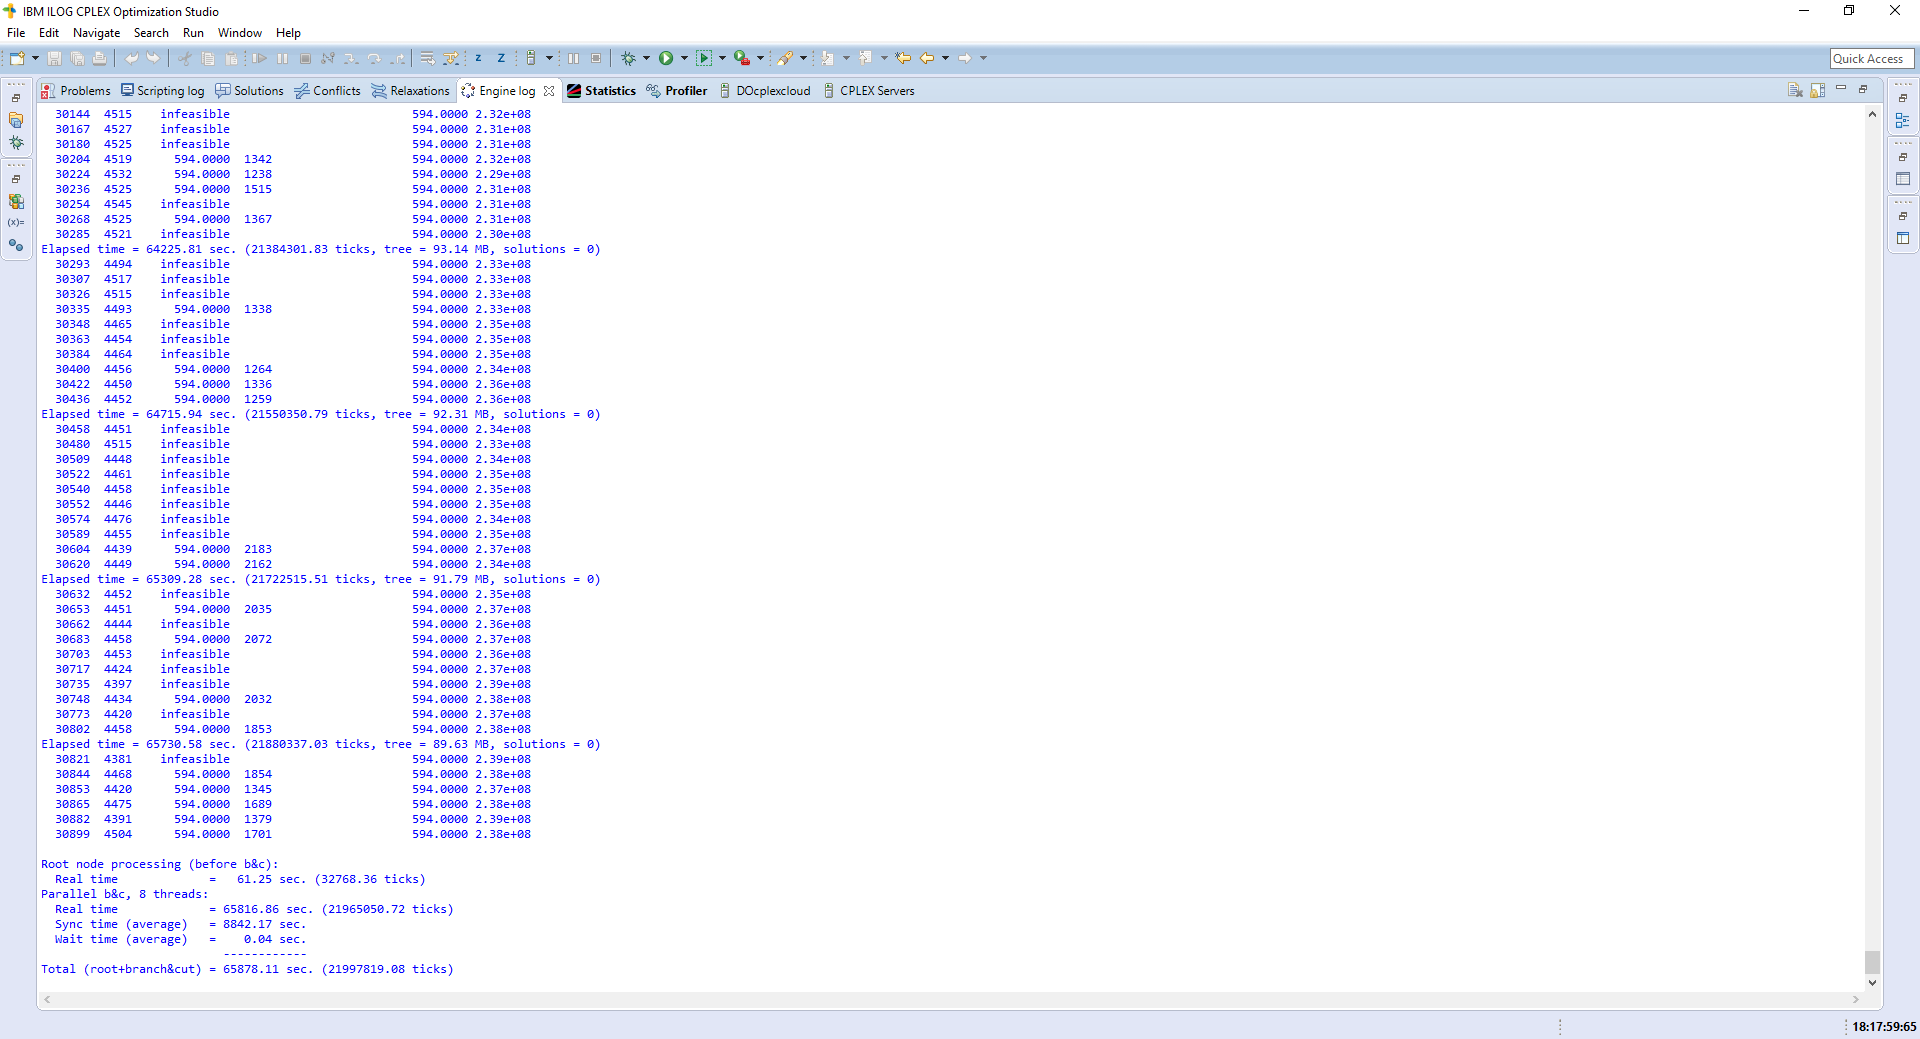 IBM ILOG CPLEX Optimization Studio
File Edit Navigate Search Run Window Help
Quick Access
Problems Scripting log Solutions Conflicts Relaxations Engine log Statistics Profiler DOcplexcloud CPLEX Servers
30144 4515 infeasible 594.0000 2.32e+08
30167 4527 infeasible 594.0000 2.31e+08
30180 4525 infeasible 594.0000 2.31e+08
30204 4519 594.0000 1342 594.0000 2.32e+08
30224 4532 594.0000 1238 594.0000 2.29e+08
30236 4525 594.0000 1515 594.0000 2.31e+08
30254 4545 infeasible 594.0000 2.31e+08
30268 4525 594.0000 1367 594.0000 2.31e+08
30285 4521 infeasible 594.0000 2.30e+08
Elapsed time = 64225.81 sec. (21384301.83 ticks, tree = 93.14 MB, solutions = 0)
30293 4494 infeasible 594.0000 2.33e+08
30307 4517 infeasible 594.0000 2.33e+08
30326 4515 infeasible 594.0000 2.33e+08
30335 4493 594.0000 1338 594.0000 2.33e+08
30348 4465 infeasible 594.0000 2.35e+08
30363 4454 infeasible 594.0000 2.35e+08
30384 4464 infeasible 594.0000 2.35e+08
30400 4456 594.0000 1264 594.0000 2.34e+08
30422 4450 594.0000 1336 594.0000 2.36e+08
30436 4452 594.0000 1259 594.0000 2.36e+08
Elapsed time = 64715.94 sec. (21550350.79 ticks, tree = 92.31 MB, solutions = 0)
30458 4451 infeasible 594.0000 2.34e+08
30480 4515 infeasible 594.0000 2.33e+08
30509 4448 infeasible 594.0000 2.34e+08
30522 4461 infeasible 594.0000 2.35e+08
30540 4458 infeasible 594.0000 2.35e+08
30552 4446 infeasible 594.0000 2.35e+08
30574 4476 infeasible 594.0000 2.34e+08
30589 4455 infeasible 594.0000 2.35e+08
30604 4439 594.0000 2183 594.0000 2.37e+08
30620 4449 594.0000 2162 594.0000 2.34e+08
Elapsed time = 65309.28 sec. (21722515.51 ticks, tree = 91.79 MB, solutions = 0)
30632 4452 infeasible 594.0000 2.35e+08
30653 4451 594.0000 2035 594.0000 2.37e+08
30662 4444 infeasible 594.0000 2.36e+08
30683 4458 594.0000 2072 594.0000 2.37e+08
30703 4453 infeasible 594.0000 2.36e+08
30717 4424 infeasible 594.0000 2.37e+08
30735 4397 infeasible 594.0000 2.39e+08
30748 4434 594.0000 2032 594.0000 2.38e+08
30773 4420 infeasible 594.0000 2.37e+08
30802 4458 594.0000 1853 594.0000 2.38e+08
Elapsed time = 65730.58 sec. (21880337.03 ticks, tree = 89.63 MB, solutions = 0)
30821 4381 infeasible 594.0000 2.39e+08
30844 4468 594.0000 1854 594.0000 2.38e+08
30853 4420 594.0000 1345 594.0000 2.37e+08
30865 4475 594.0000 1689 594.0000 2.38e+08
30882 4391 594.0000 1379 594.0000 2.39e+08
30899 4504 594.0000 1701 594.0000 2.38e+08
Root node processing (before b&c):
Real time = 61.25 sec. (32768.36 ticks)
Parallel b&c, 8 threads:
Real time = 65816.86 sec. (21965050.72 ticks)
Sync time (average) = 8842.17 sec.
Wait time (average) = 0.04 sec.
------------
Total (root+branch&cut) = 65878.11 sec. (21997819.08 ticks)
18:17:59:65